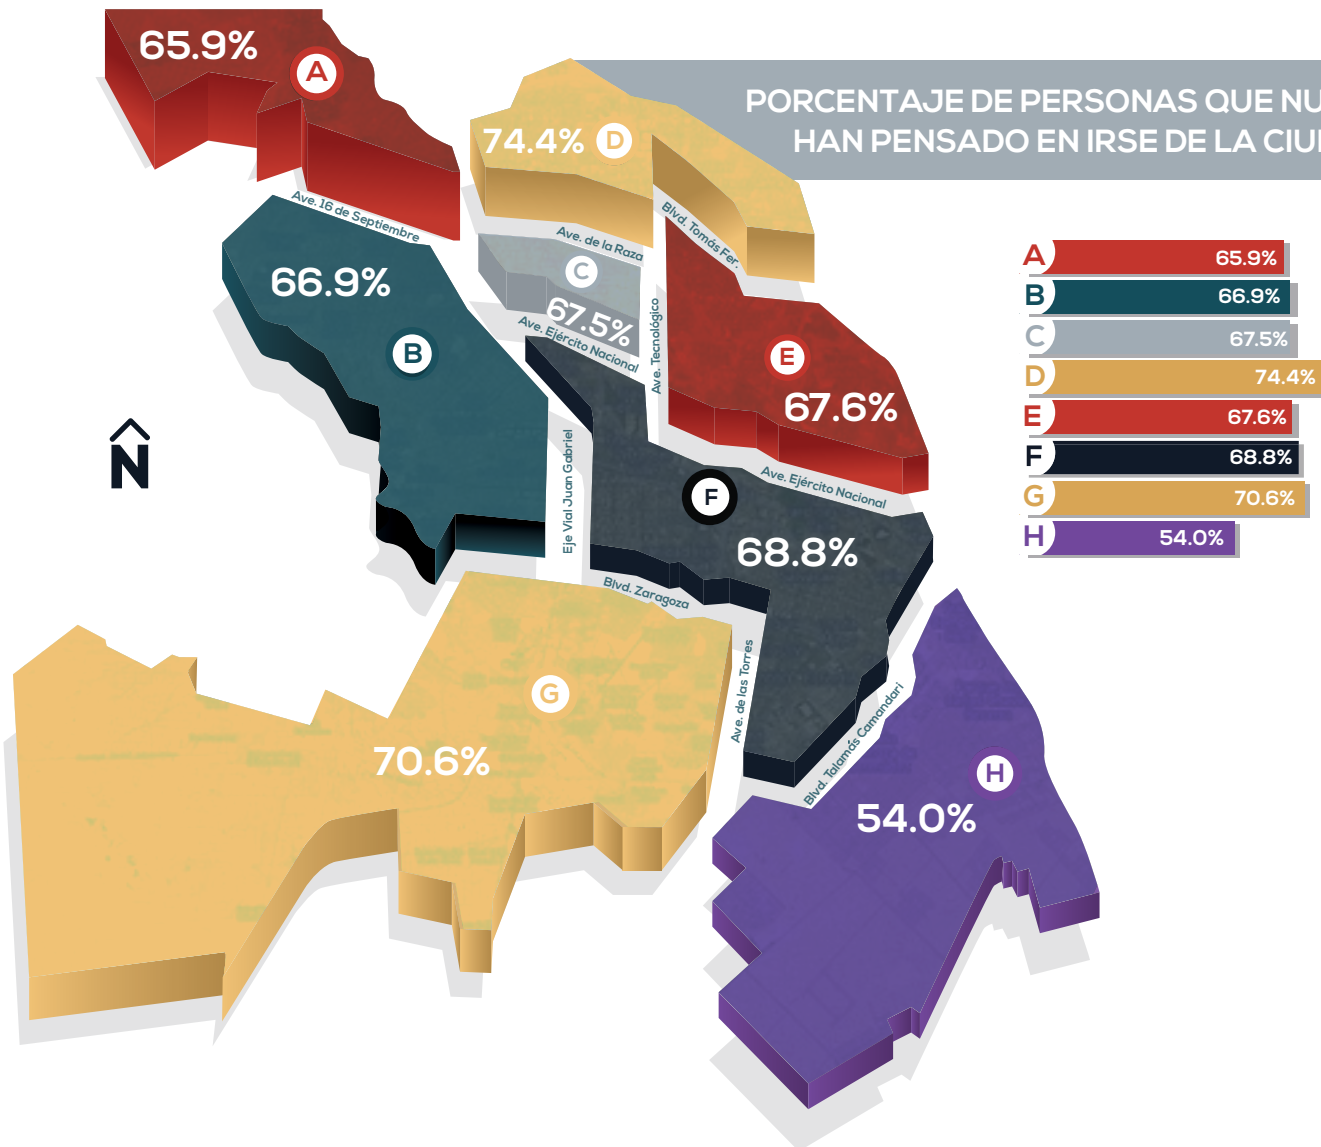 65.9%
A
PORCENTAJE DE PERSONAS QUE NU
HAN PENSADO EN IRSE DE LA CIU
74.4%
D
Ave. 16 de Septiembre
Blvd. Tomás Fer.
Ave. de la Raza
C
67.5%
66.9%
B
Ave. Ejército Nacional
Ave. Tecnológico
E
67.6%
A
65.9%
B
66.9%
C
67.5%
D
74.4%
E
67.6%
F
68.8%
G
70.6%
H
54.0%
N
Eje Vial Juan Gabriel
Ave. Ejército Nacional
F
68.8%
Blvd. Zaragoza
Ave. de las Torres
Blvd. Talamás Camandari
G
70.6%
H
54.0%